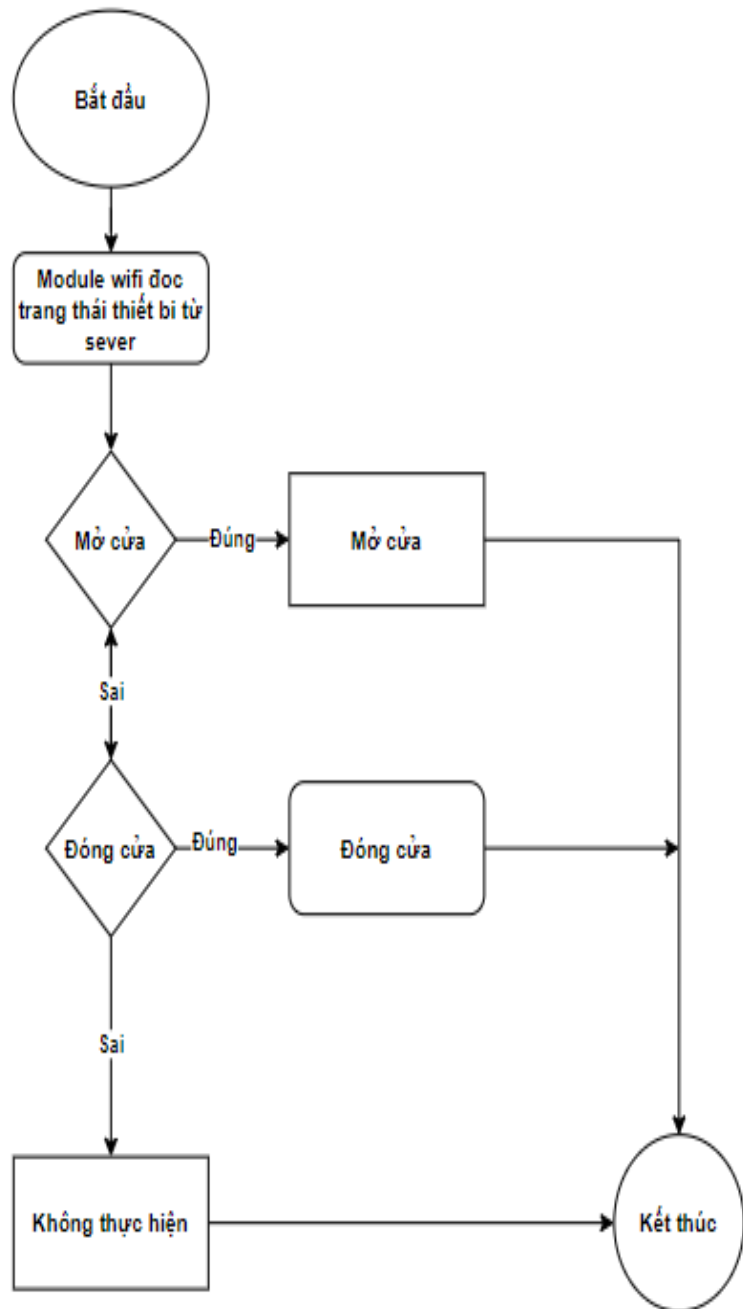 Bắt đầu
Module wifi đoc
trang thái thiết bi từ
sever
Mở cửa
Đúng
Mở cửa
Sai
Đóng cửa
Đúng
Đóng cửa
Sai
Không thực hiện
Kết thúc